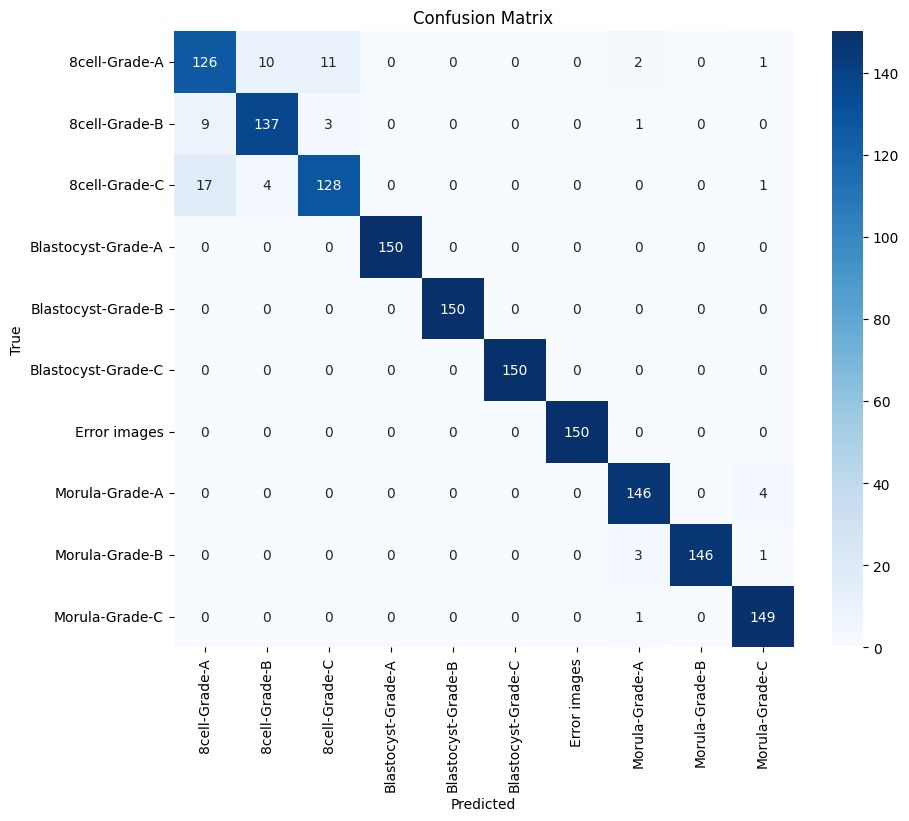 Confusion Matrix
8cell-Grade-A 126 10 11 0 0 0 0 2 0 1
8cell-Grade-B 9 137 3 0 0 0 0 1 0 0
8cell-Grade-C 17 4 128 0 0 0 0 0 0 1
Blastocyst-Grade-A 0 0 0 150 0 0 0 0 0 0
Blastocyst-Grade-B 0 0 0 0 150 0 0 0 0 0
Blastocyst-Grade-C 0 0 0 0 0 150 0 0 0 0
Error images 0 0 0 0 0 0 150 0 0 0
Morula-Grade-A 0 0 0 0 0 0 0 146 0 4
Morula-Grade-B 0 0 0 0 0 0 0 3 146 1
Morula-Grade-C 0 0 0 0 0 0 0 1 0 149
True
8cell-Grade-A
8cell-Grade-B
8cell-Grade-C
Blastocyst-Grade-A
Blastocyst-Grade-B
Blastocyst-Grade-C
Error images
Morula-Grade-A
Morula-Grade-B
Morula-Grade-C
Predicted
140
120
100
80
60
40
20
0